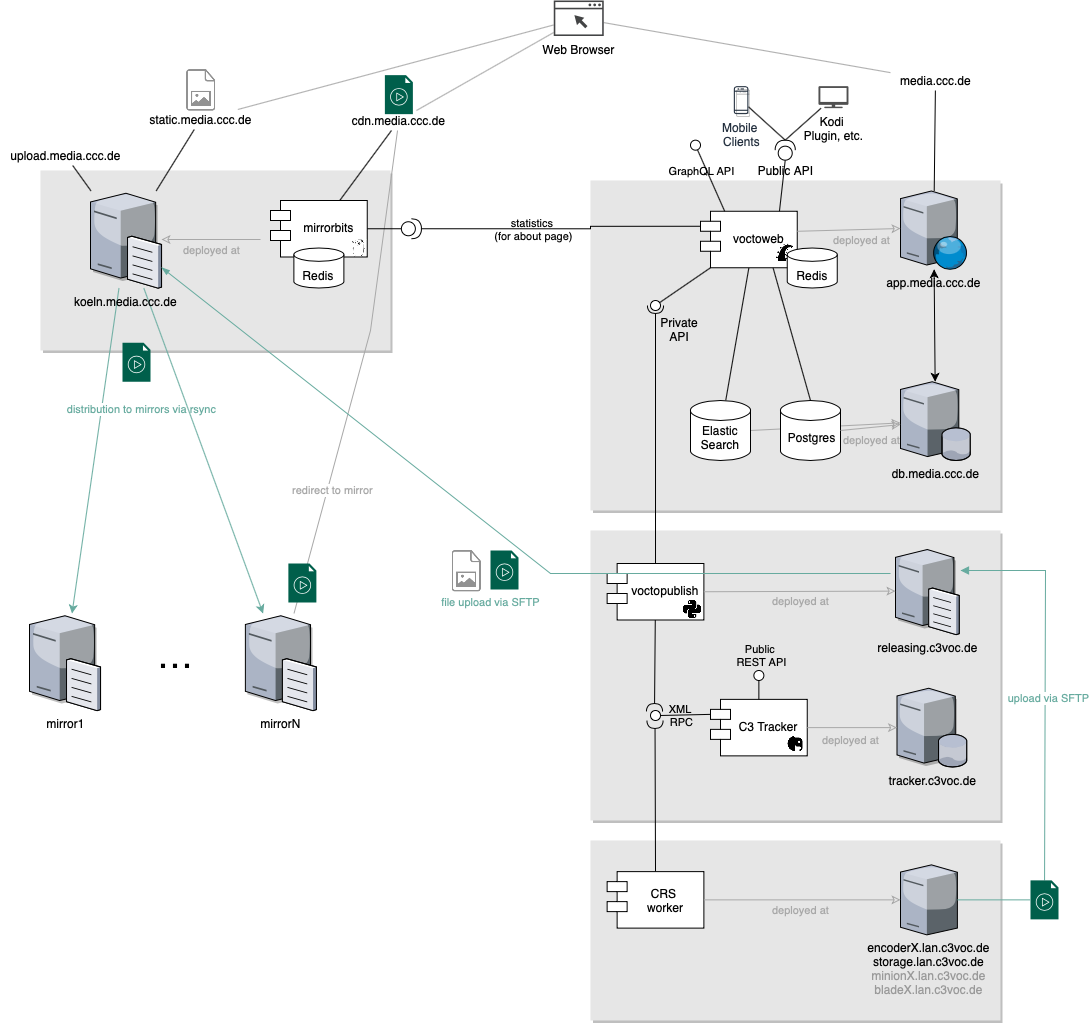 Web Browser
media.ccc.de
static.media.ccc.de
cdn.media.ccc.de
Mobile
Clients
Kodi
Plugin, etc.
upload.media.ccc.de
GraphQL API
Public API
mirrorbits
deployed at
Redis
koeln.media.ccc.de
statistics
(for about page)
voctoweb
Redis
deployed at
app.media.ccc.de
Private
API
distribution to mirrors via rsync
Elastic
Search
Postgres
deployed at
db.media.ccc.de
redirect to mirror
file upload via SFTP
voctopublish
deployed at
releasing.c3voc.de
Public
REST API
XML
RPC
C3 Tracker
deployed at
tracker.c3voc.de
upload via SFTP
mirror1
...
mirrorN
CRS
worker
deployed at
encoderX.lan.c3voc.de
storage.lan.c3voc.de
minionX.lan.c3voc.de
bladeX.lan.c3voc.de